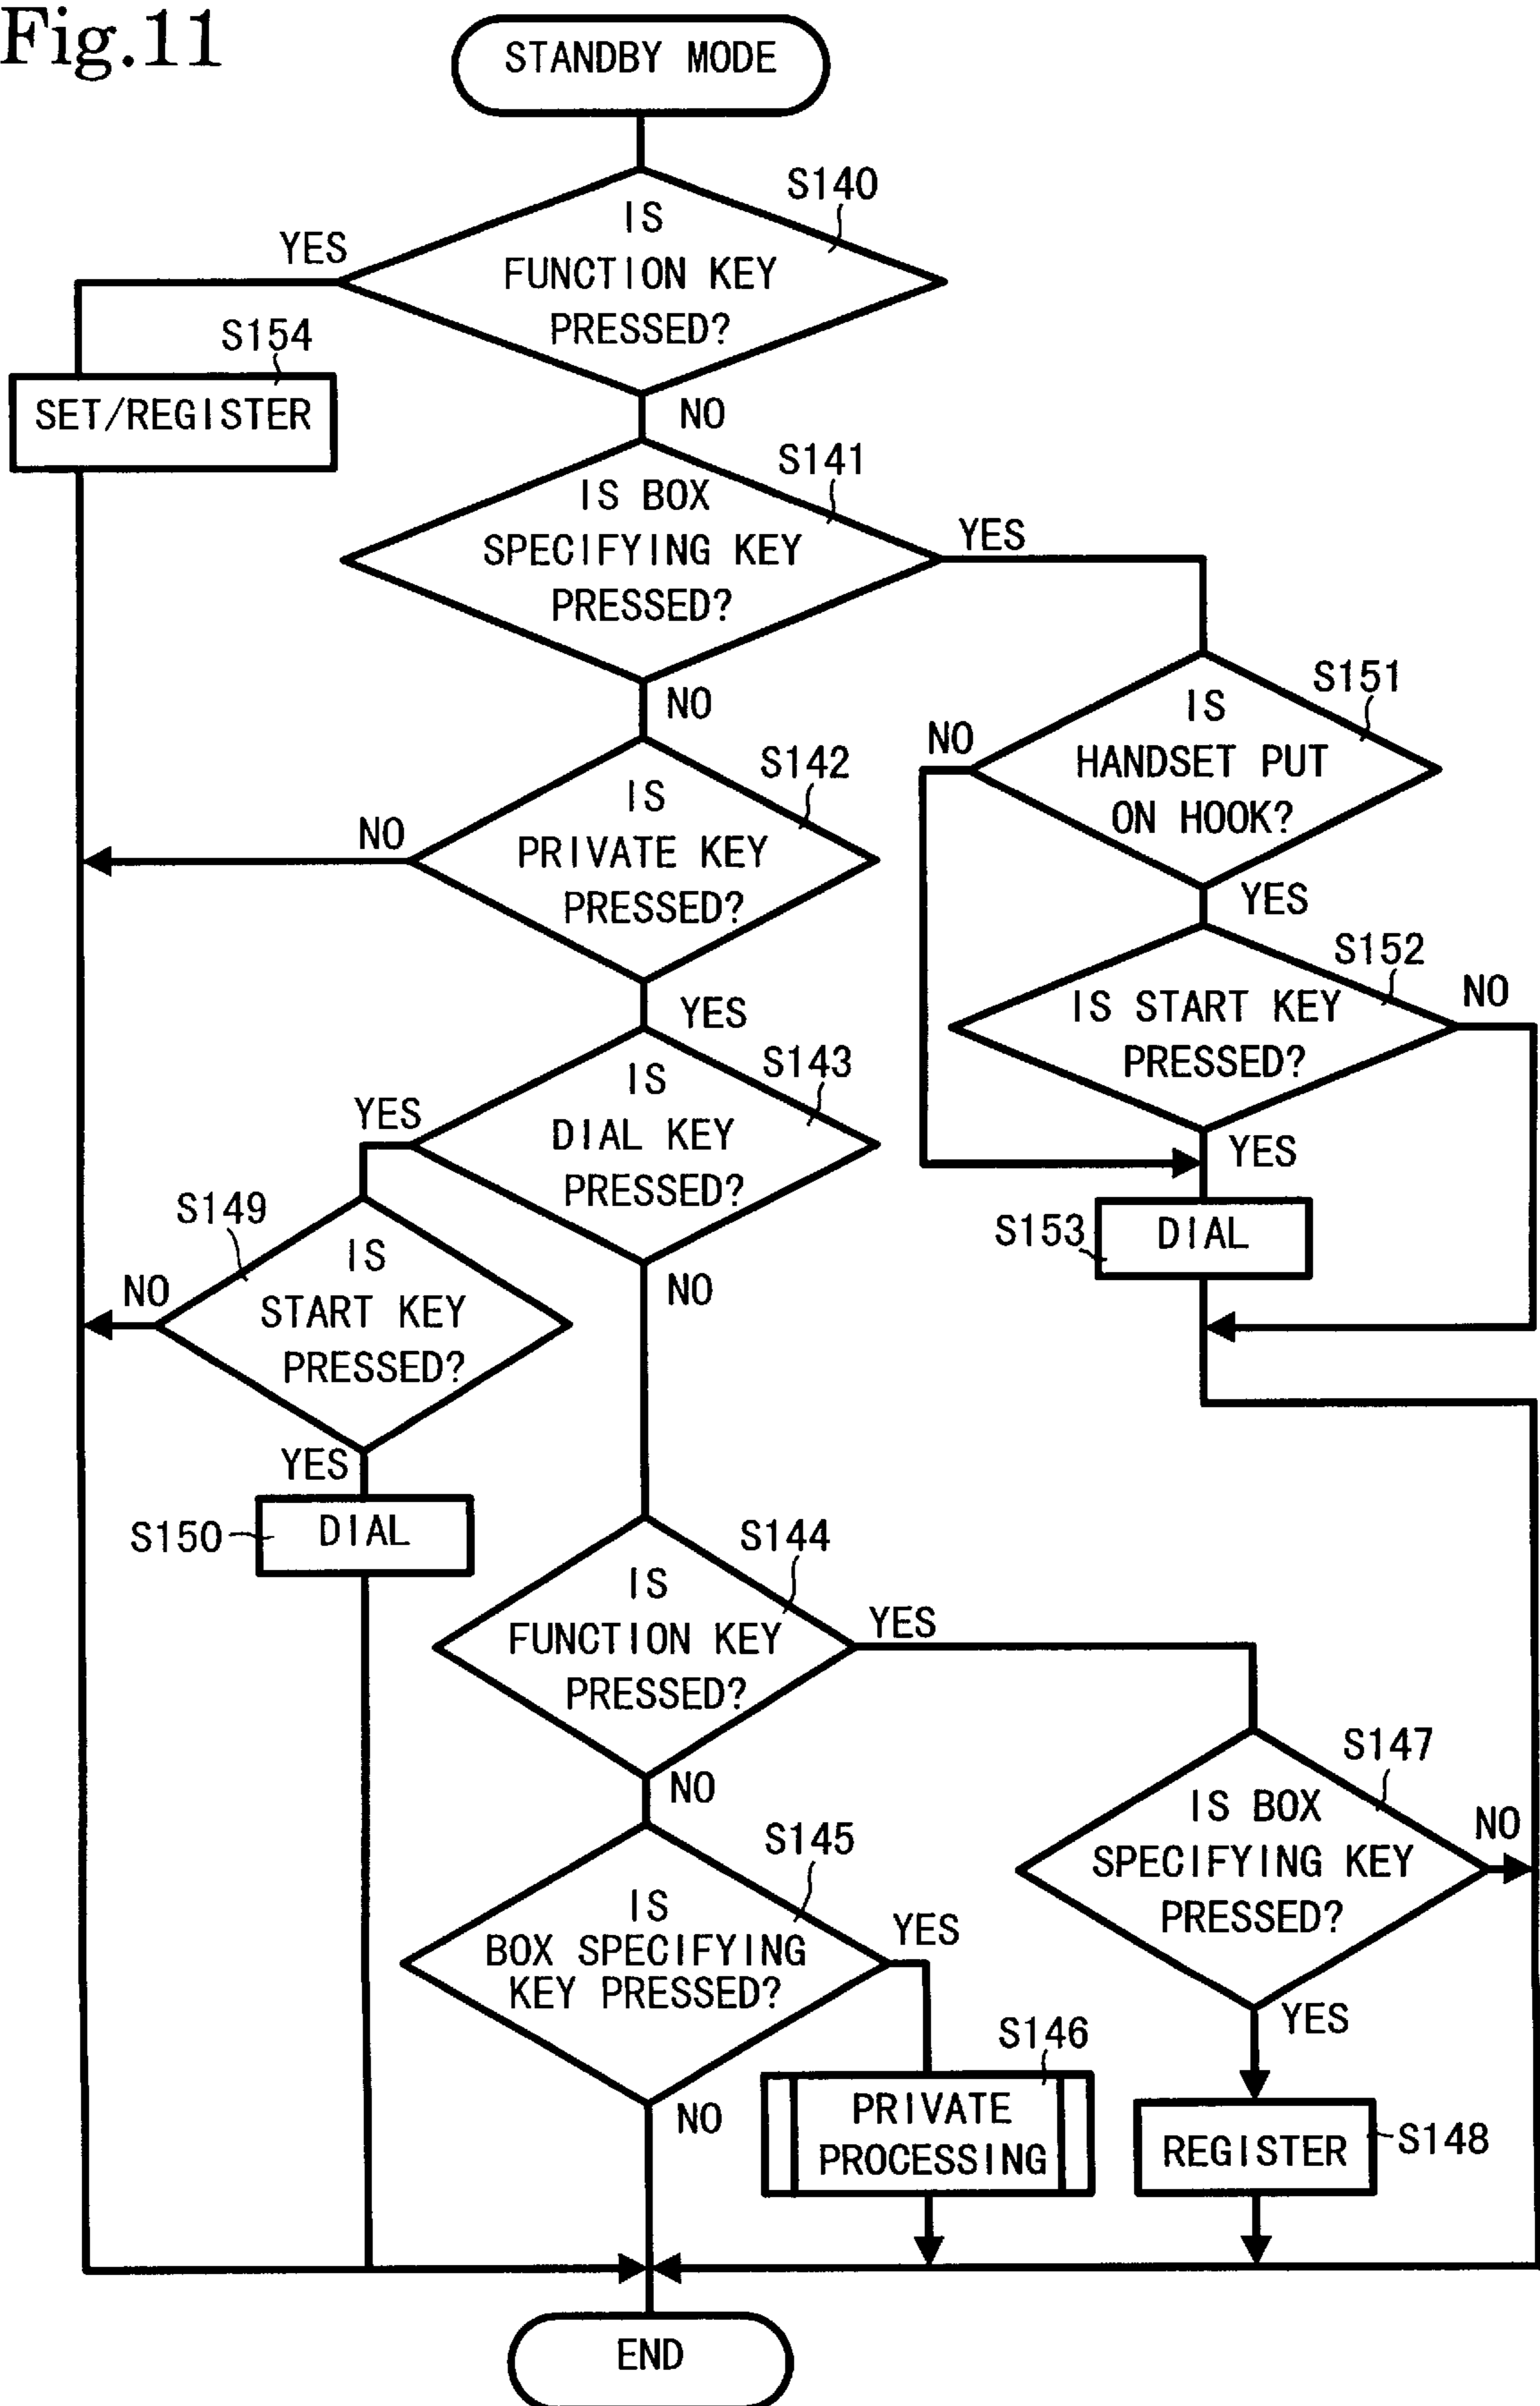 Fig.11
STANDBY MODE
S140
IS
FUNCTION KEY
PRESSED?
YES
NO
S154
SET/REGISTER
S141
IS BOX
SPECIFYING KEY
PRESSED?
YES
NO
S151
IS
HANDSET PUT
ON HOOK?
NO
YES
S142
IS
PRIVATE KEY
PRESSED?
NO
YES
S152
IS START KEY
PRESSED?
NO
YES
S143
IS
DIAL KEY
PRESSED?
YES
NO
S153
DIAL
S149
IS
START KEY
PRESSED?
NO
YES
S150
DIAL
S144
IS
FUNCTION KEY
PRESSED?
YES
NO
S147
IS BOX
SPECIFYING KEY
PRESSED?
NO
YES
S145
IS
BOX SPECIFYING
KEY PRESSED?
YES
NO
S146
PRIVATE
PROCESSING
REGISTER
S148
END